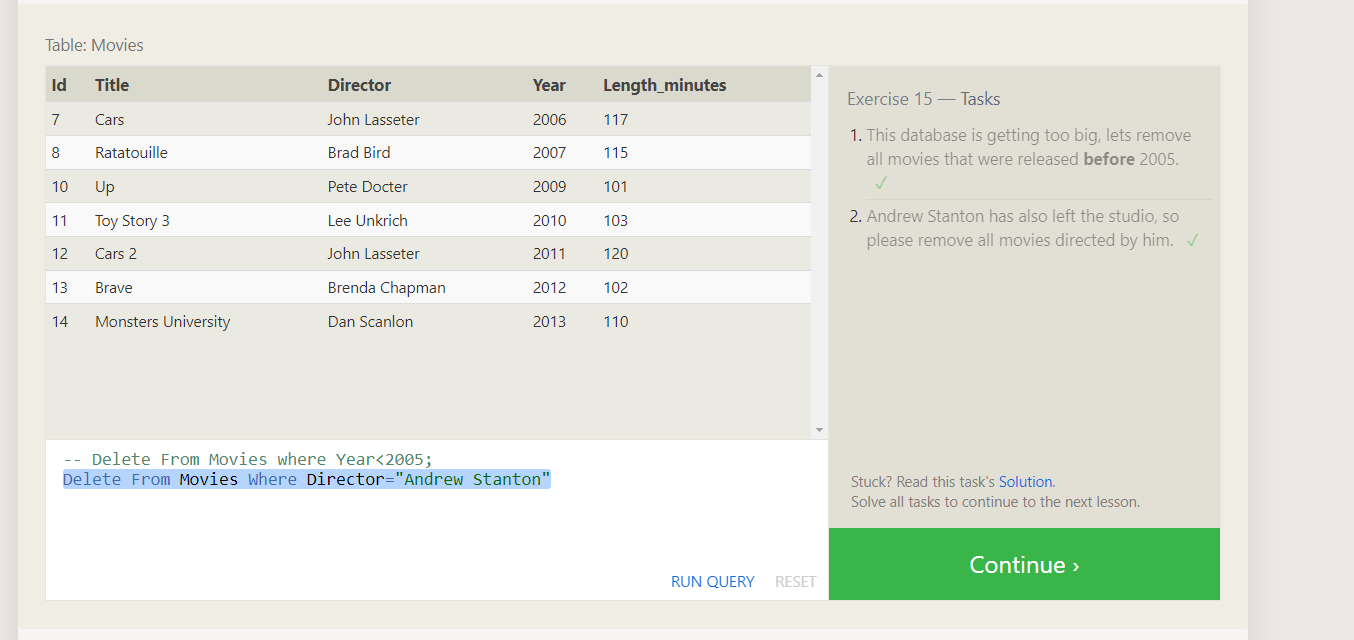 Table: Movies
Id Title Director Year Length_minutes
7 Cars John Lasseter 2006 117
8 Ratatouille Brad Bird 2007 115
10 Up Pete Docter 2009 101
11 Toy Story 3 Lee Unkrich 2010 103
12 Cars 2 John Lasseter 2011 120
13 Brave Brenda Chapman 2012 102
14 Monsters University Dan Scanlon 2013 110
-- Delete From Movies where Year<2005;
Delete From Movies Where Director="Andrew Stanton"
RUN QUERY RESET
Exercise 15 — Tasks
1. This database is getting too big, lets remove
all movies that were released before 2005.
✓
2. Andrew Stanton has also left the studio, so
please remove all movies directed by him. ✓
Stuck? Read this task's Solution.
Solve all tasks to continue to the next lesson.
Continue ›